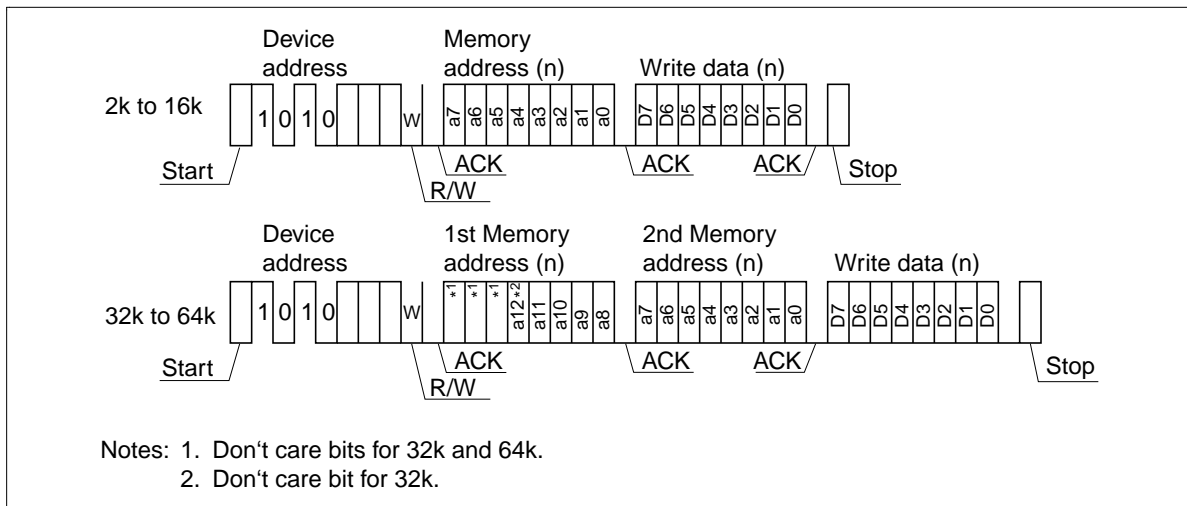 Device address
Memory address (n)
Write data (n)
2k to 16k
1 0 1 0 W a7 a6 a5 a4 a3 a2 a1 a0 D7 D6 D5 D4 D3 D2 D1 D0
Start
R/W
ACK
ACK
ACK
Stop
Device address
1st Memory address (n)
2nd Memory address (n)
Write data (n)
32k to 64k
1 0 1 0 W *1 *1 *1 a12*2 a11 a10 a9 a8 a7 a6 a5 a4 a3 a2 a1 a0 D7 D6 D5 D4 D3 D2 D1 D0
Start
R/W
ACK
ACK
ACK
Stop
Notes: 1. Don‘t care bits for 32k and 64k.
2. Don‘t care bit for 32k.